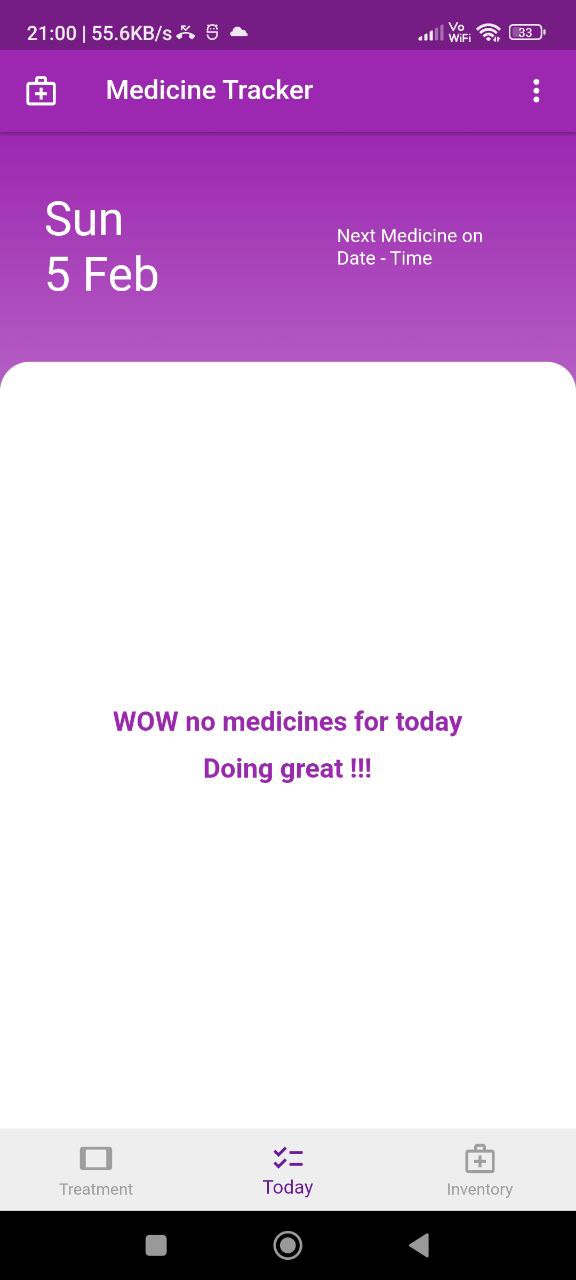 21:00 | 55.6KB/s
Vo
WiFi
33
Medicine Tracker
Sun
5 Feb
Next Medicine on
Date - Time
WOW no medicines for today
Doing great !!!
Treatment
Today
Inventory